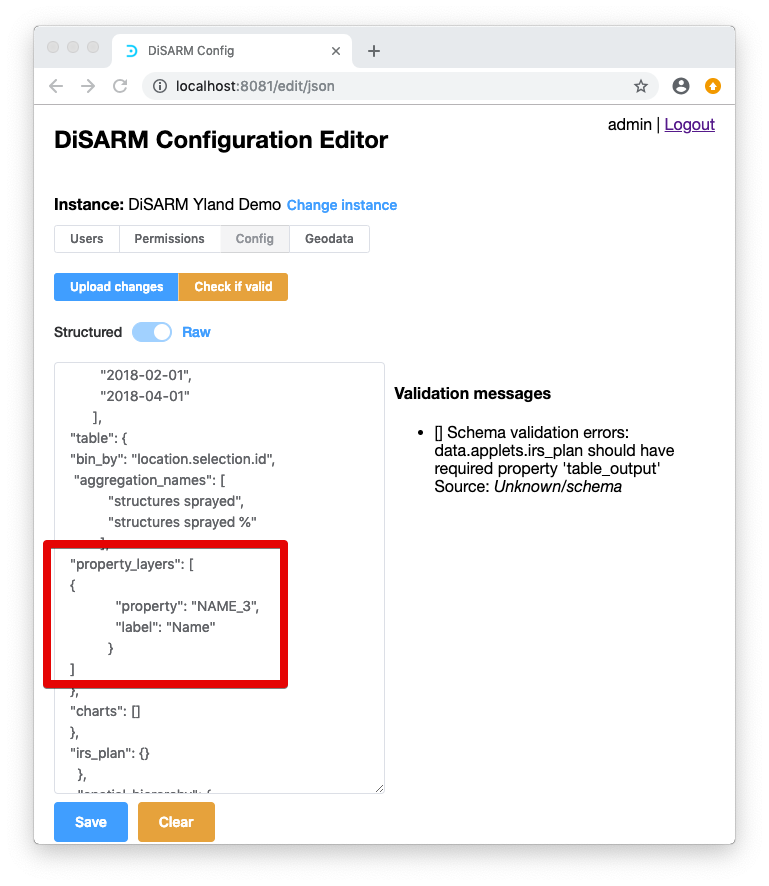 DiSARM Config
localhost:8081/edit/json
admin | Logout
DiSARM Configuration Editor
Instance: DiSARM Yland Demo Change instance
Users Permissions Config Geodata
Upload changes Check if valid
Structured Raw
"2018-02-01",
"2018-04-01"
],
"table": {
"bin_by": "location.selection.id",
"aggregation_names": [
"structures sprayed",
"structures sprayed %"
],
"property_layers": [
{
"property": "NAME_3",
"label": "Name"
}
]
},
"charts": []
},
"irs_plan": {}
},
"spatial_hierarchy": {
Validation messages
• [] Schema validation errors:
data.applets.irs_plan should have
required property 'table_output'
Source: Unknown/schema
Save Clear